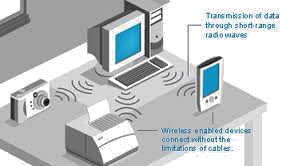 Transmission of data
through short-range
radio waves
Wireless enabled devices
connect without the
limitations of cables.